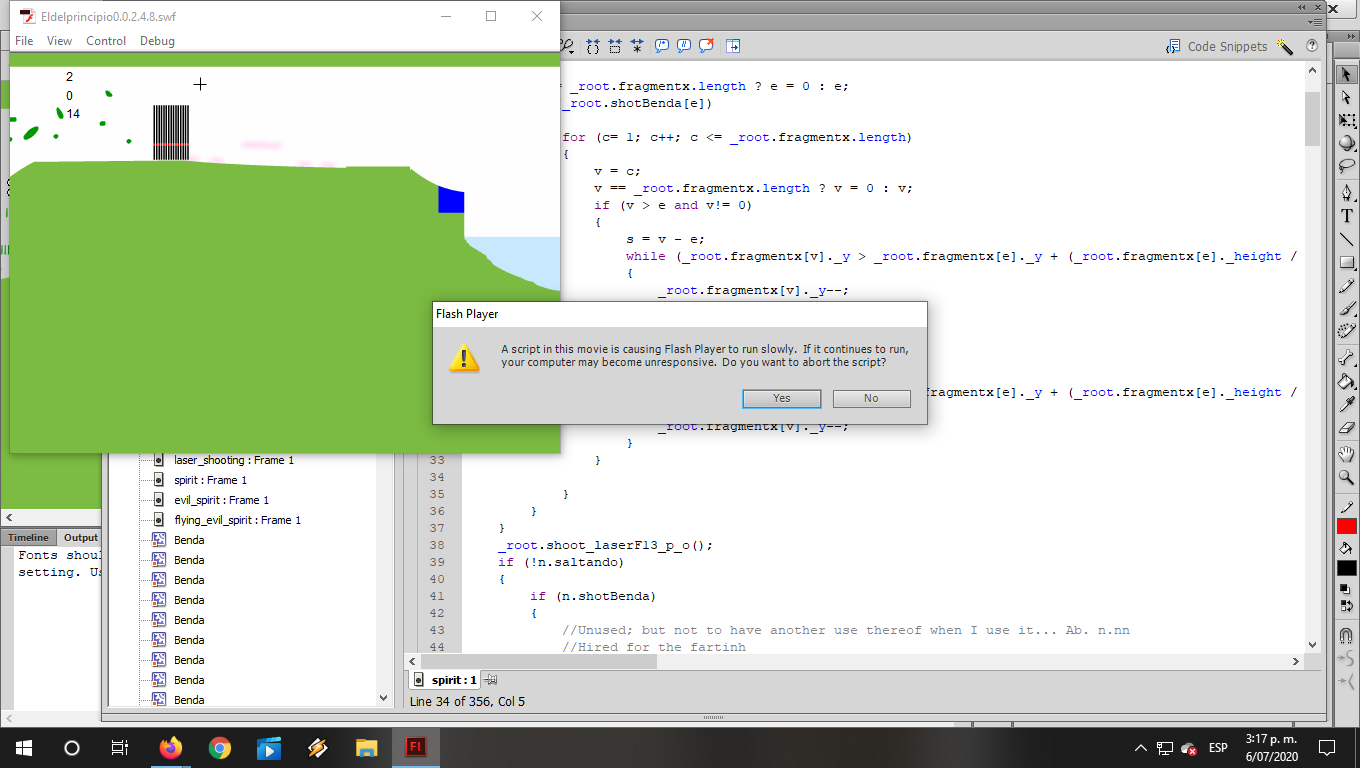 Eldelprincipio0.0.2.4.8.swf
File View Control Debug
2
0
14
Code Snippets
_root.fragmentx.length ? e = 0 : e;
_root.shotBenda[e])
for (c= 1; c++; c <= _root.fragmentx.length)
{
v = c;
v == _root.fragmentx.length ? v = 0 : v;
if (v > e and v!= 0)
{
s = v - e;
while (_root.fragmentx[v]._y > _root.fragmentx[e]._y + (_root.fragmentx[e]._height /
{
_root.fragmentx[v]._y--;
Flash Player
A script in this movie is causing Flash Player to run slowly. If it continues to run,
your computer may become unresponsive. Do you want to abort the script?
Yes No
fragmentx[e]._y + (_root.fragmentx[e]._height /
_root.fragmentx[v]._y--;
}
33 }
34
35 }
36 }
37 }
38 _root.shoot_laserF13_p_o();
39 if (!n.saltando)
40 {
41 if (n.shotBenda)
42 {
43 //Unused; but not to have another use thereof when I use it... Ab. n.nn
44 //Hired for the fartinh
laser_shooting : Frame 1
spirit : Frame 1
evil_spirit : Frame 1
flying_evil_spirit : Frame 1
Benda
Benda
Benda
Benda
Benda
Benda
Benda
Benda
Benda
Timeline Output
Fonts shou
setting. Us
spirit : 1
Line 34 of 356, Col 5
ESP
3:17 p. m.
6/07/2020